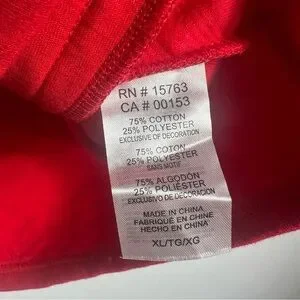 RN # 15763
CA # 00153
75% COTTON
25% POLYESTER
EXCLUSIVE OF DECORATION
75% COTON
25% POLYESTER
SANS MOTIF
75% ALGODÓN
25% POLIÉSTER
EXCLUSIVO DE DECORACIÓN
MADE IN CHINA
FABRIQUÉ EN CHINE
HECHO EN CHINA
XL/TG/XG